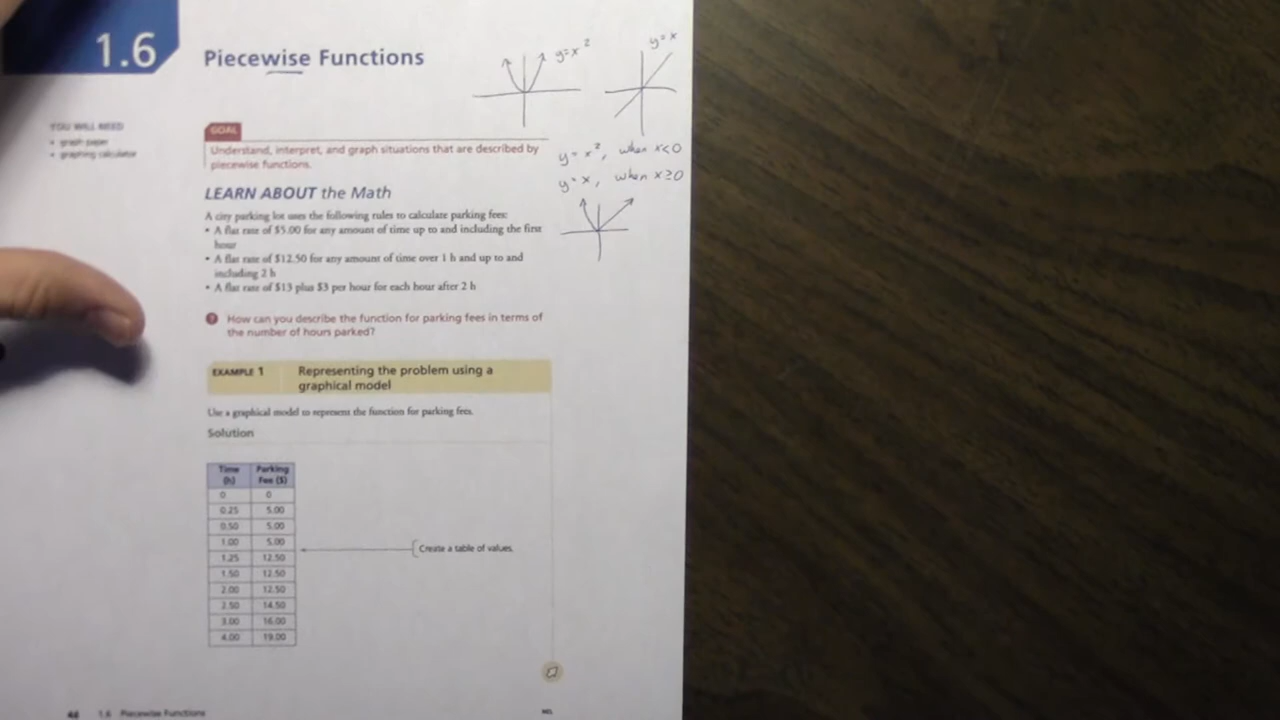 1.6
Piecewise Functions
y=x²
y=x
YOU WILL NEED
• graph paper
• graphing calculator
GOAL
Understand, interpret, and graph situations that are described by
piecewise functions.
y=x², when x<0
y=x, when x≥0
LEARN ABOUT the Math
A city parking lot uses the following rules to calculate parking fees:
• A flat rate of $5.00 for any amount of time up to and including the first
hour
• A flat rate of $12.50 for any amount of time over 1 h and up to and
including 2 h
• A flat rate of $13 plus $3 per hour for each hour after 2 h
? How can you describe the function for parking fees in terms of
the number of hours parked?
EXAMPLE 1 Representing the problem using a
graphical model
Use a graphical model to represent the function for parking fees.
Solution
Time Parking
(h) Fee ($)
0 0
0.25 5.00
0.50 5.00
1.00 5.00
1.25 12.50
1.50 12.50
2.00 12.50
2.50 14.50
3.00 16.00
4.00 19.00
Create a table of values.
1.6 Piecewise Functions
NEL